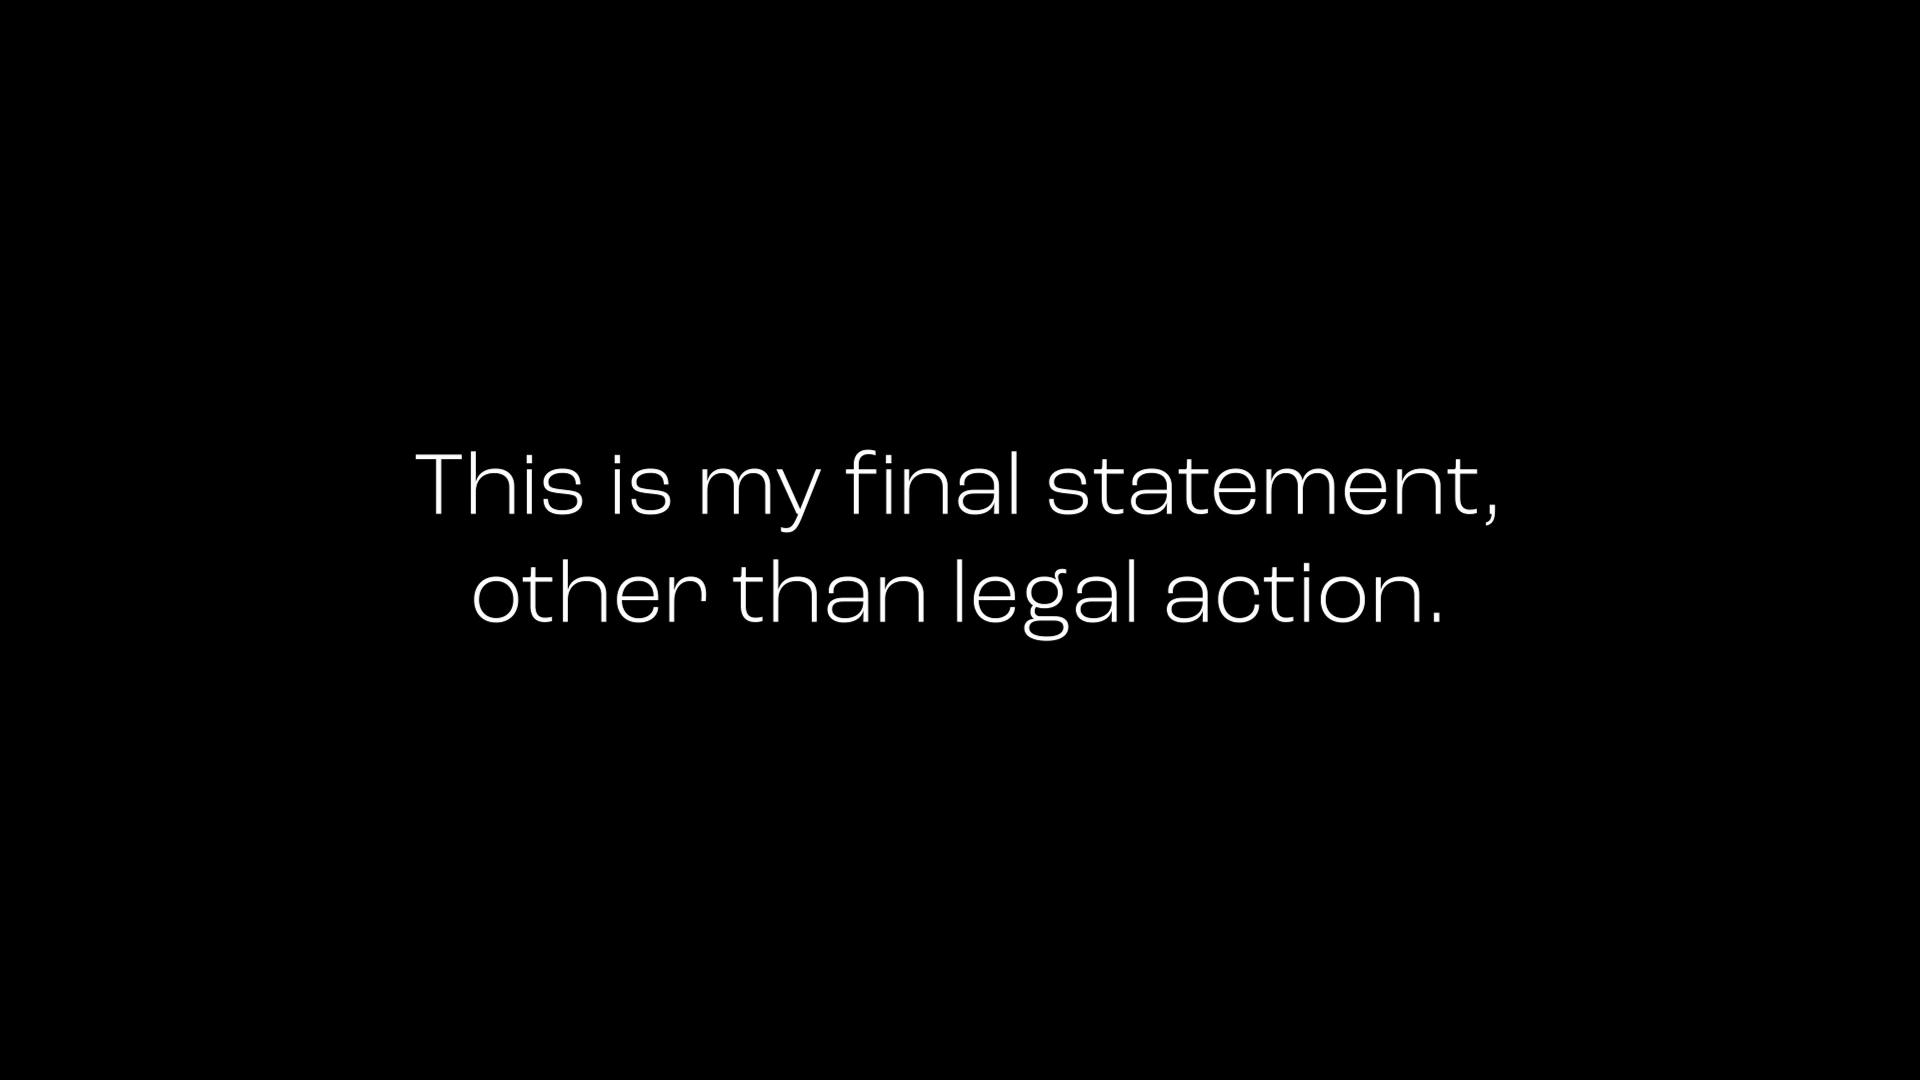 This is my final statement,
other than legal action.